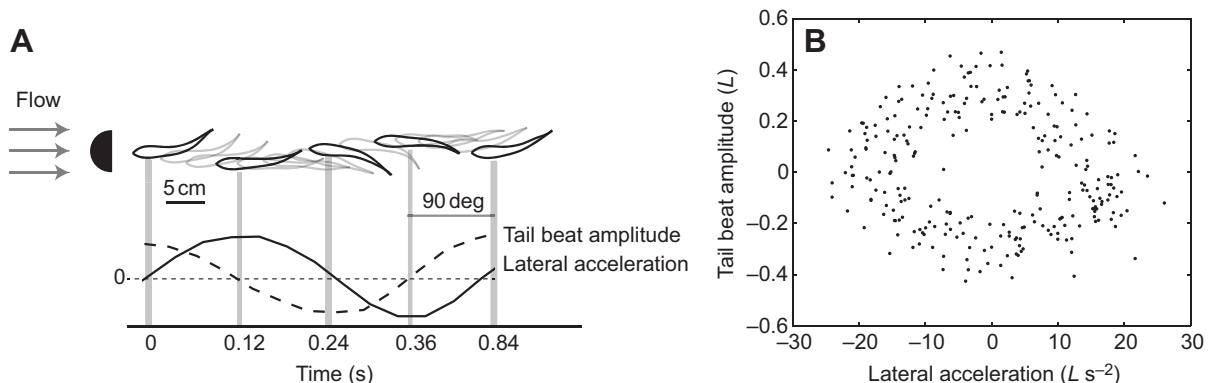 A
Flow
5 cm
90 deg
Tail beat amplitude
Lateral acceleration
0
0 0.12 0.24 0.36 0.84
Time (s)
B
Tail beat amplitude (L)
0.6
0.4
0.2
0
–0.2
–0.4
–0.6
–30 –20 –10 0 10 20 30
Lateral acceleration (L s–2)